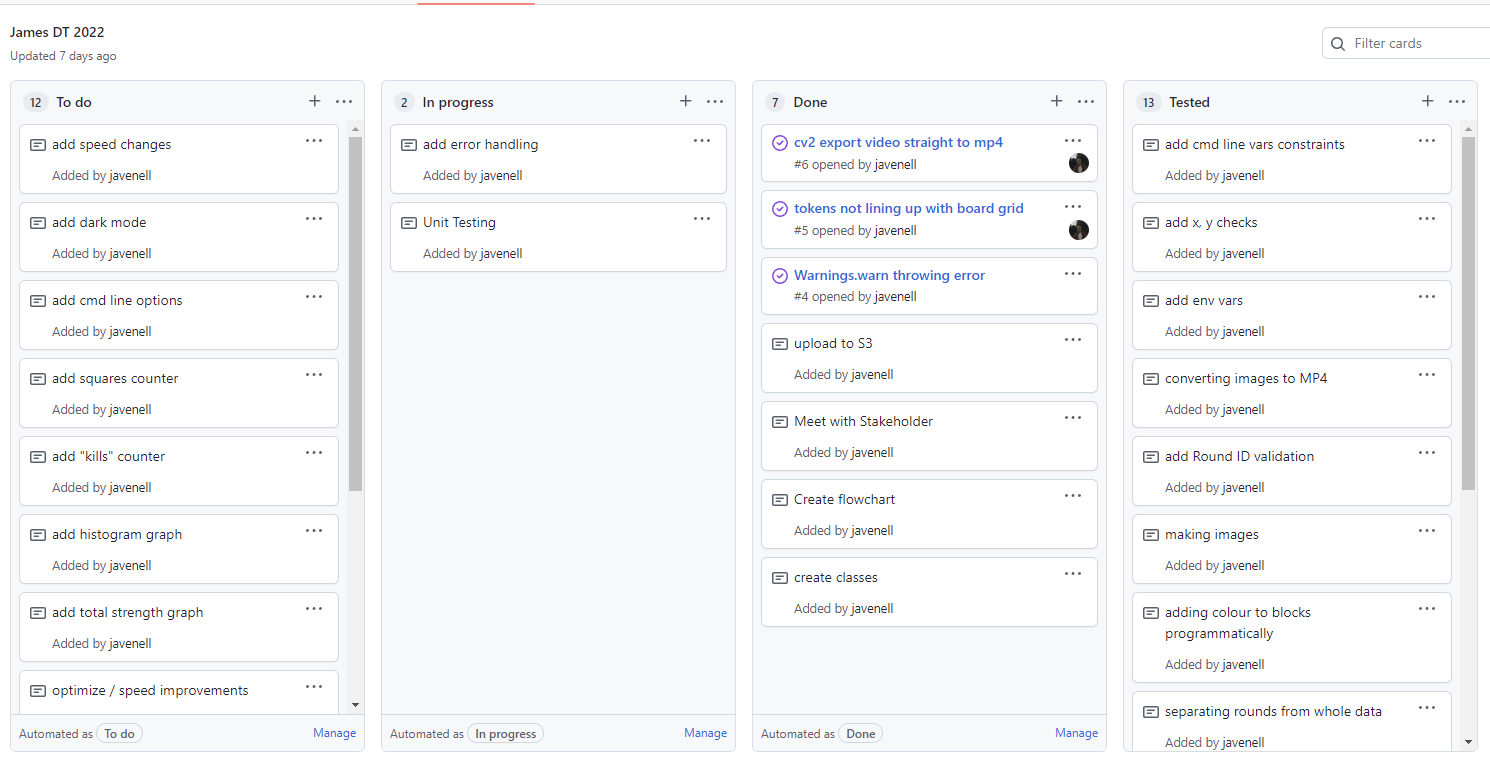 James DT 2022
Updated 7 days ago
Filter cards
12 To do
add speed changes
Added by javenell
add dark mode
Added by javenell
add cmd line options
Added by javenell
add squares counter
Added by javenell
add "kills" counter
Added by javenell
add histogram graph
Added by javenell
add total strength graph
Added by javenell
optimize / speed improvements
Automated as To do
Manage
2 In progress
add error handling
Added by javenell
Unit Testing
Added by javenell
Automated as In progress
Manage
7 Done
cv2 export video straight to mp4
#6 opened by javenell
tokens not lining up with board grid
#5 opened by javenell
Warnings.warn throwing error
#4 opened by javenell
upload to S3
Added by javenell
Meet with Stakeholder
Added by javenell
Create flowchart
Added by javenell
create classes
Added by javenell
Automated as Done
Manage
13 Tested
add cmd line vars constraints
Added by javenell
add x, y checks
Added by javenell
add env vars
Added by javenell
converting images to MP4
Added by javenell
add Round ID validation
Added by javenell
making images
Added by javenell
adding colour to blocks
programmatically
Added by javenell
separating rounds from whole data
Added by javenell